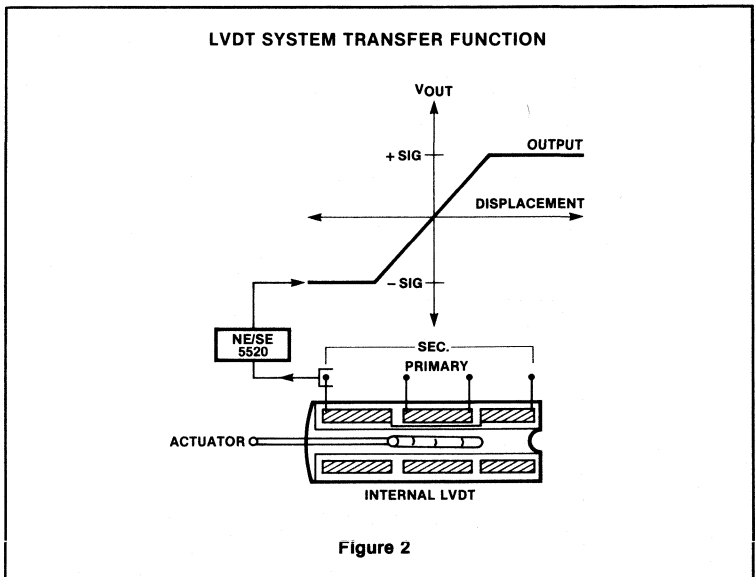 LVDT SYSTEM TRANSFER FUNCTION
VOUT
OUTPUT
+ SIG
DISPLACEMENT
− SIG
NE/SE
5520
SEC.
PRIMARY
ACTUATOR
INTERNAL LVDT
Figure 2